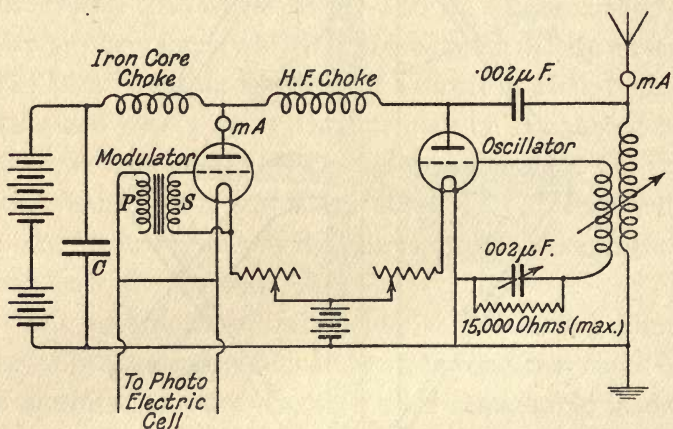 Iron Core
Choke
H.F. Choke
.002µF.
mA
mA
Modulator
Oscillator
P
S
C
.002µF.
15,000 Ohms (max.)
To Photo
Electric
Cell